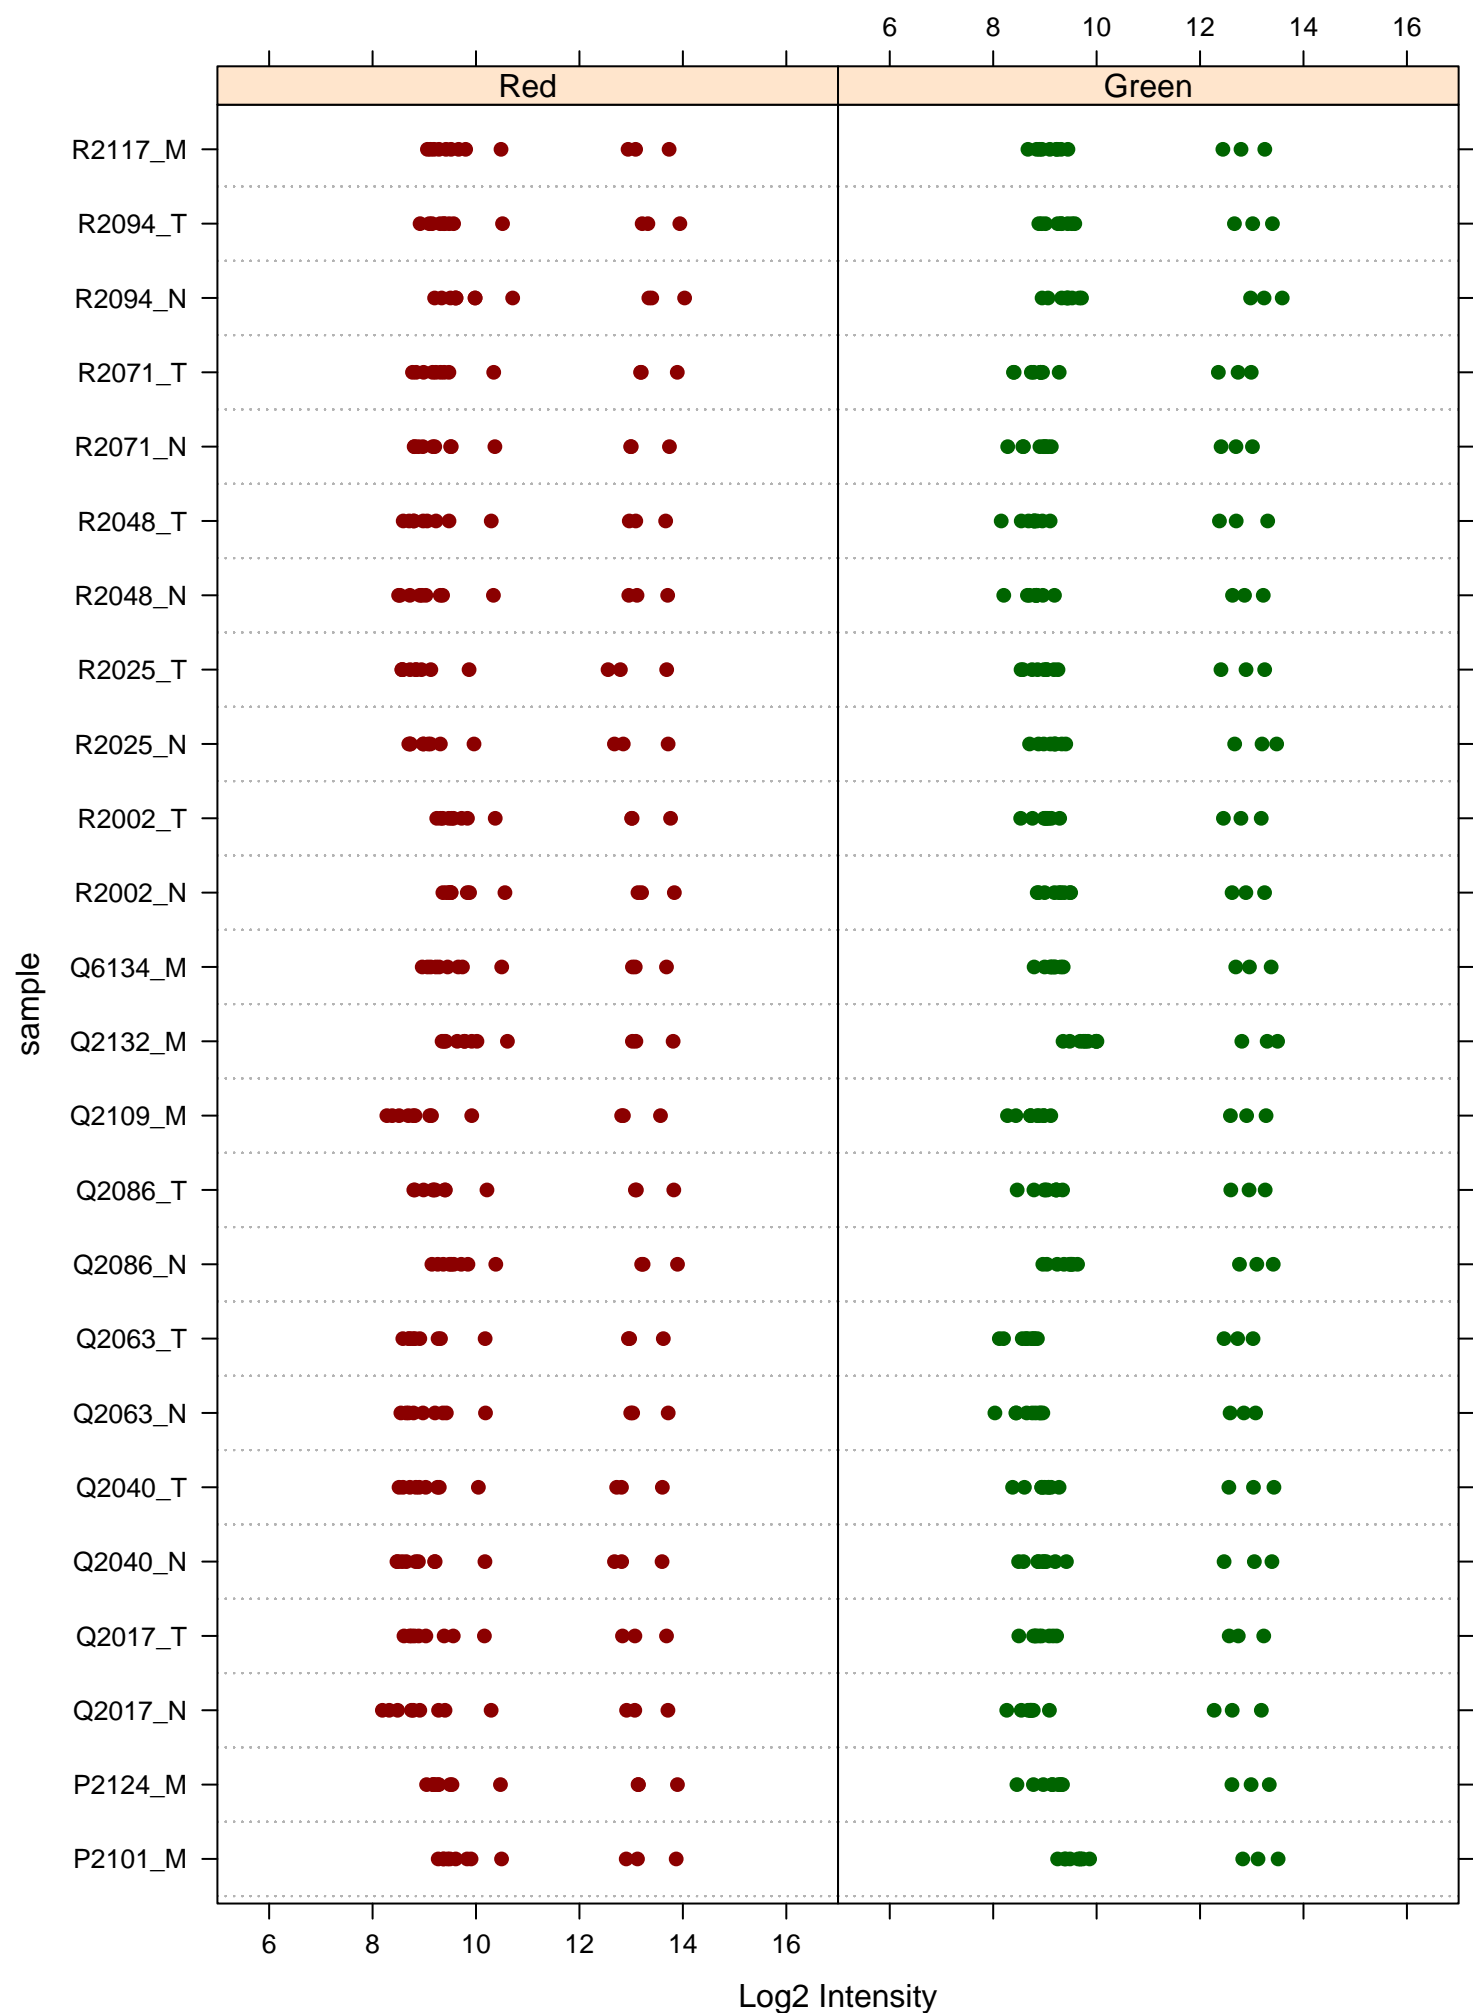 6 8 10 12 14 16
Red Green
R2117_M
R2094_T
R2094_N
R2071_T
R2071_N
R2048_T
R2048_N
R2025_T
R2025_N
R2002_T
R2002_N
Q6134_M
Q2132_M
Q2109_M
Q2086_T
Q2086_N
Q2063_T
Q2063_N
Q2040_T
Q2040_N
Q2017_T
Q2017_N
P2124_M
P2101_M
sample
6 8 10 12 14 16
Log2 Intensity